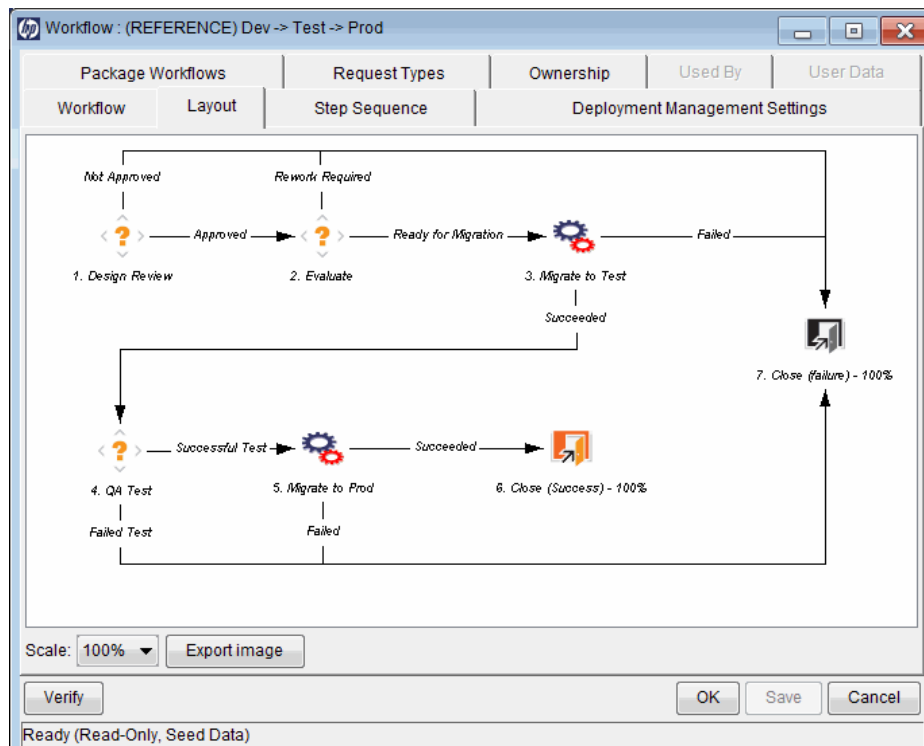 hp Workflow : (REFERENCE) Dev -> Test -> Prod
Package Workflows Request Types Ownership Used By User Data
Workflow Layout Step Sequence Deployment Management Settings
Not Approved Rework Required
Approved Ready for Migration Failed
1. Design Review 2. Evaluate 3. Migrate to Test
Succeeded
7. Close (failure) - 100%
Successful Test Succeeded
4. QA Test 5. Migrate to Prod 6. Close (Success) - 100%
Failed Test Failed
Scale: 100% Export image
Verify OK Save Cancel
Ready (Read-Only, Seed Data)